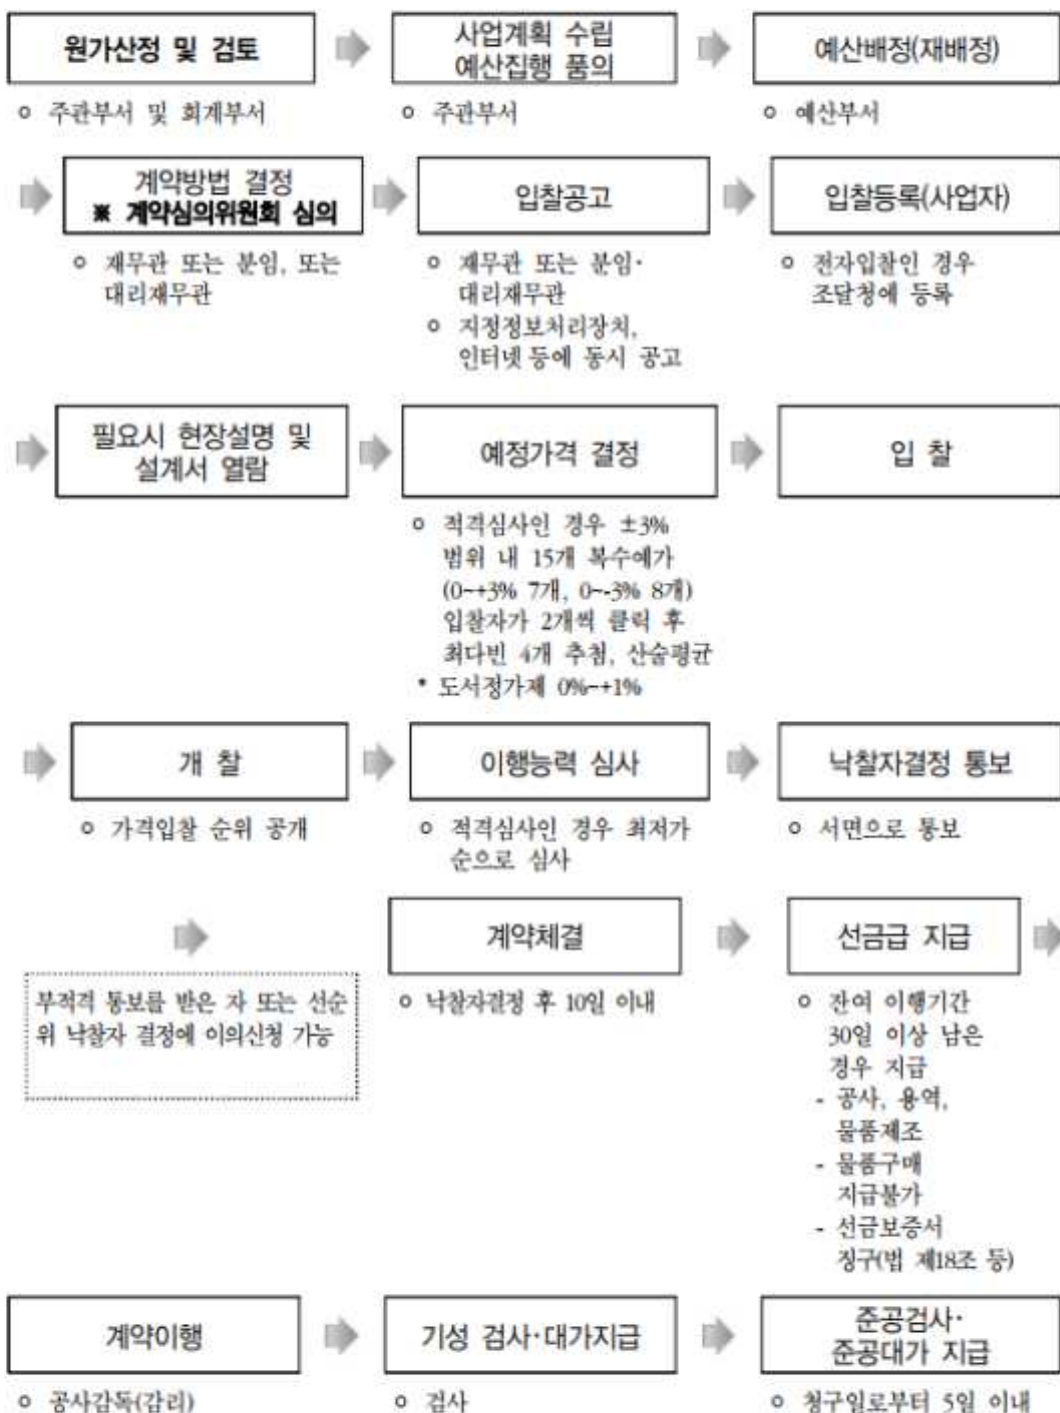 원가산정 및 검토
사업계획 수립
예산집행 품의
예산배정(재배정)
○ 주관부서 및 회계부서
○ 주관부서
○ 예산부서
계약방법 결정
※ 계약심의위원회 심의
입찰공고
입찰등록(사업자)
○ 재무관 또는 분임, 또는
대리재무관
○ 재무관 또는 분임·
대리재무관
○ 지정정보처리장치,
인터넷 등에 동시 공고
○ 전자입찰인 경우
조달청에 등록
필요시 현장설명 및
설계서 열람
예정가격 결정
입 찰
○ 적격심사인 경우 ±3%
범위 내 15개 복수예가
(0~+3% 7개, 0~-3% 8개)
입찰자가 2개씩 클릭 후
최다빈 4개 추첨, 산술평균
* 도서정가제 0%~+1%
개 찰
이행능력 심사
낙찰자결정 통보
○ 가격입찰 순위 공개
○ 적격심사인 경우 최저가
순으로 심사
○ 서면으로 통보
계약체결
선금급 지급
부적격 통보를 받은 자 또는 선순
위 낙찰자 결정에 이의신청 가능
○ 낙찰자결정 후 10일 이내
○ 잔여 이행기간
30일 이상 남은
경우 지급
- 공사, 용역,
물품제조
- 물품구매
지급불가
- 선금보증서
징구(법 제18조 등)
계약이행
기성 검사·대가지급
준공검사·
준공대가 지급
○ 공사감독(감리)
○ 검사
○ 청구일로부터 5일 이내